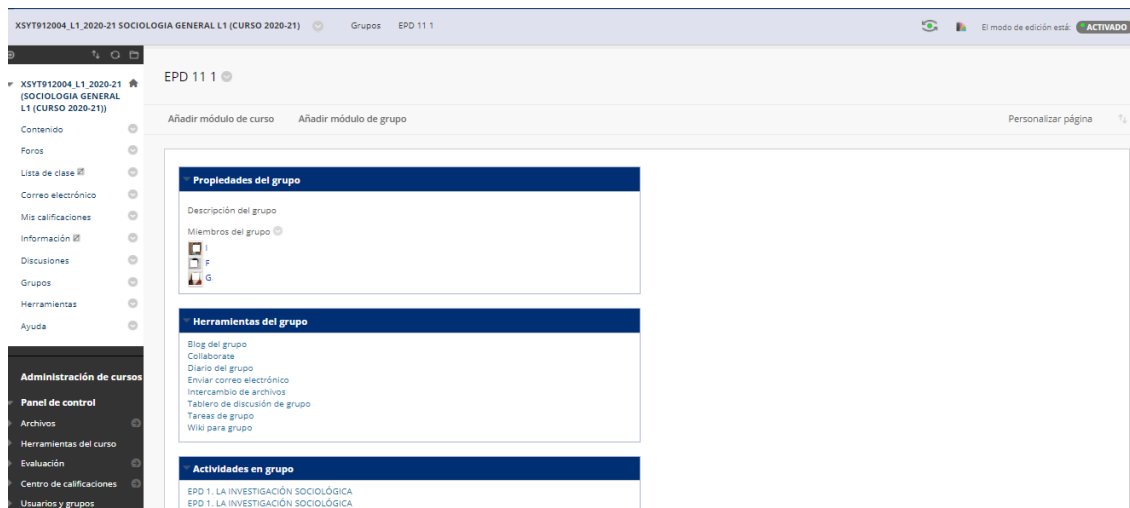 XSYT912004_L1_2020-21 SOCIOLOGIA GENERAL L1 (CURSO 2020-21) Grupos EPD 11 1 El modo de edición está: ACTIVADO
XSYT912004_L1_2020-21
(SOCIOLOGIA GENERAL
L1 (CURSO 2020-21))
Contenido
Foros
Lista de clase
Correo electrónico
Mis calificaciones
Información
Discusiones
Grupos
Herramientas
Ayuda
Administración de cursos
Panel de control
Archivos
Herramientas del curso
Evaluación
Centro de calificaciones
Usuarios y grupos
EPD 11 1
Añadir módulo de curso Añadir módulo de grupo Personalizar página
Propiedades del grupo
Descripción del grupo
Miembros del grupo
I
F
G
Herramientas del grupo
Blog del grupo
Collaborate
Diario del grupo
Enviar correo electrónico
Intercambio de archivos
Tablero de discusión de grupo
Tareas de grupo
Wiki para grupo
Actividades en grupo
EPD 1. LA INVESTIGACIÓN SOCIOLÓGICA
EPD 1. LA INVESTIGACIÓN SOCIOLÓGICA